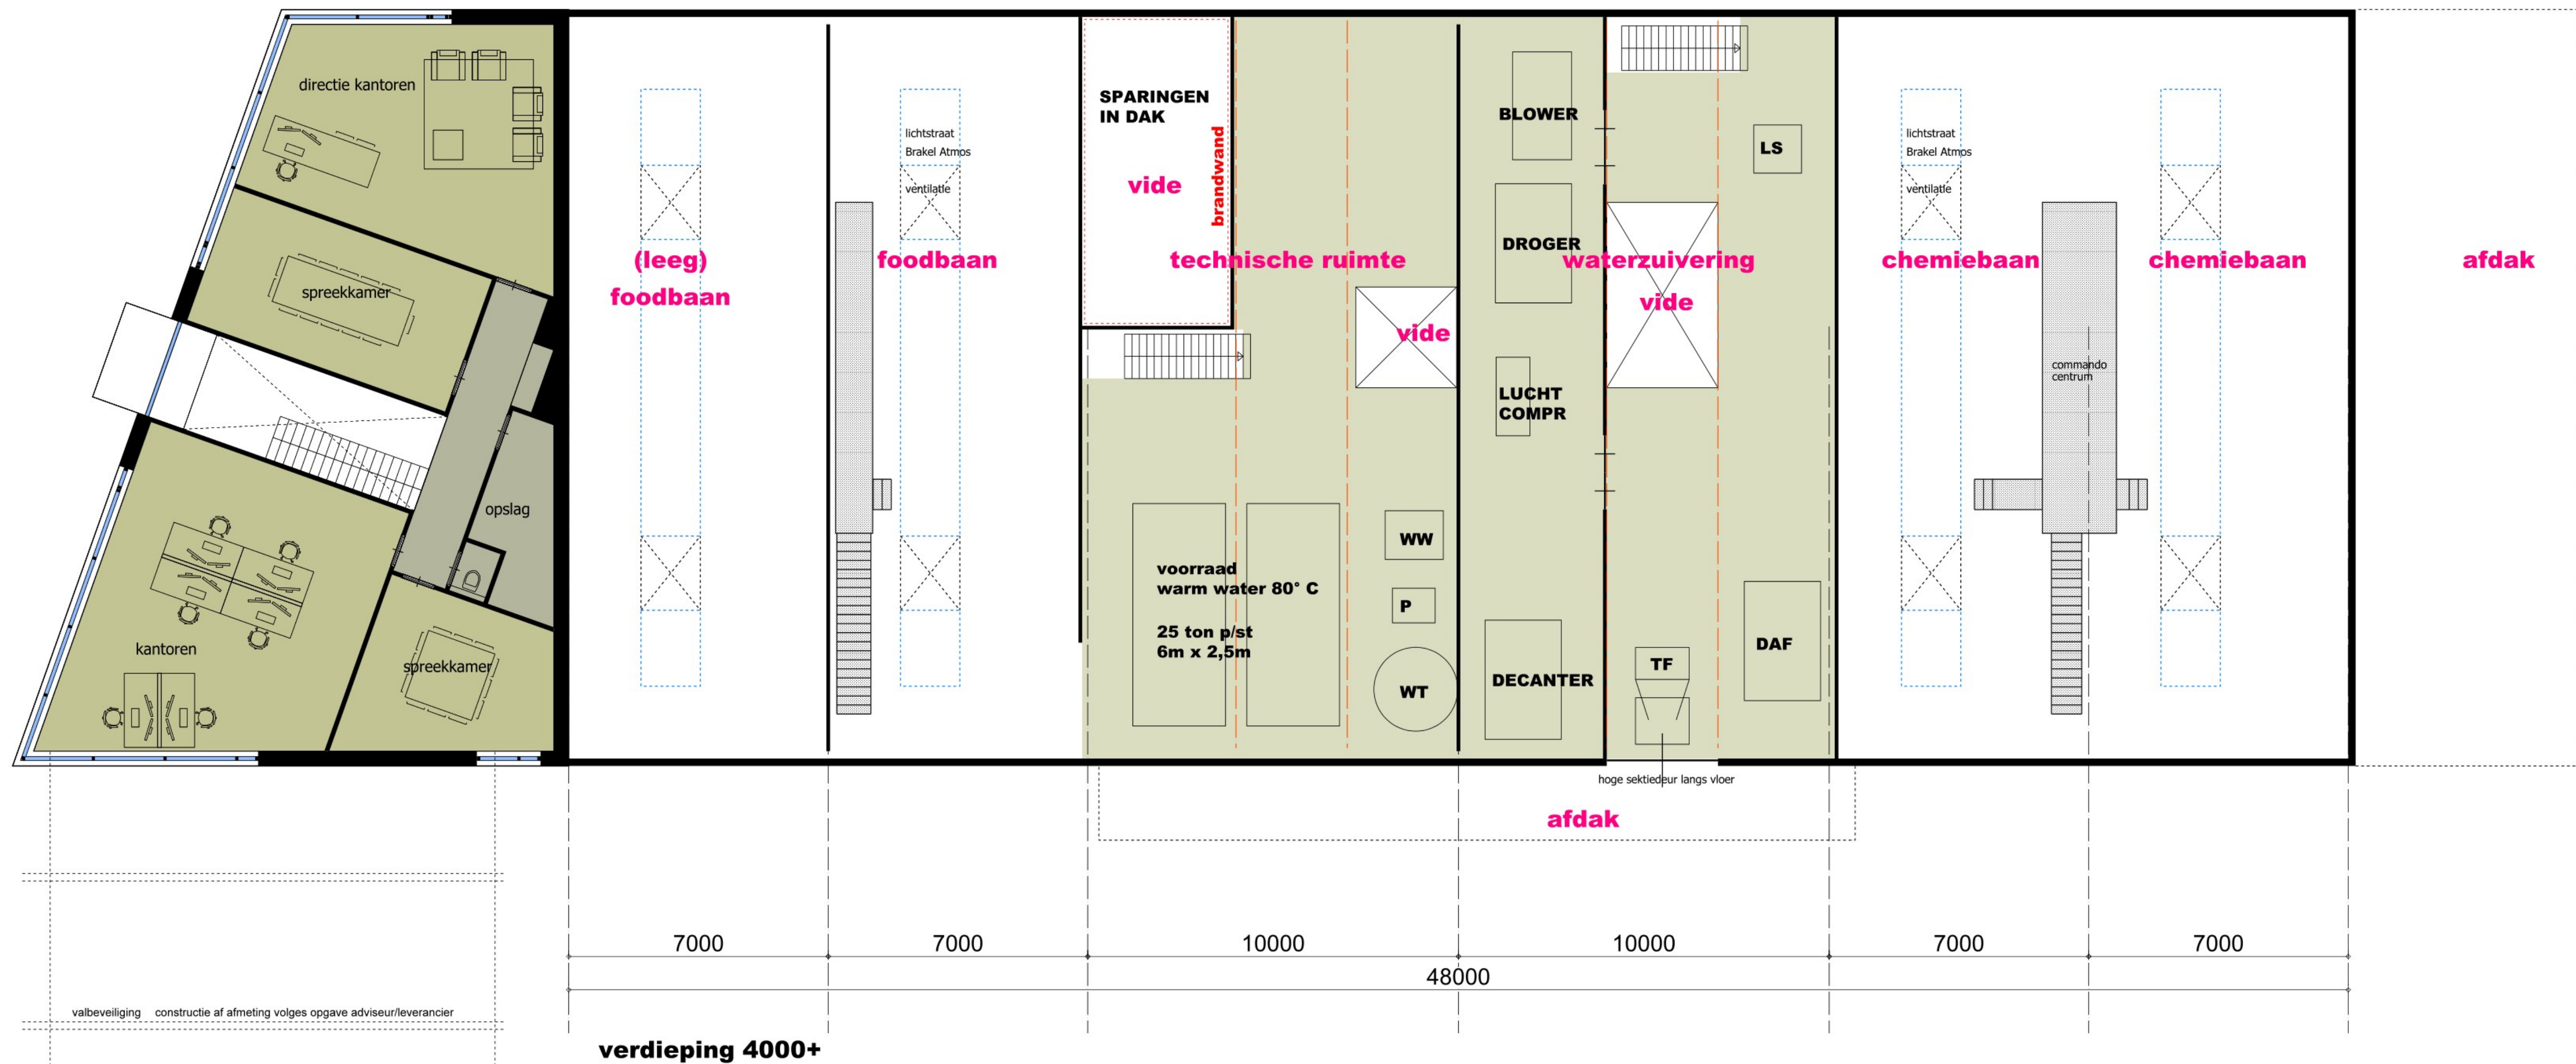 directie kantoren
spreekkamer
opslag
kantoren
spreekkamer
(leeg)
foodbaan
lichtstraat
Brakel Atmos
ventilatie
foodbaan
SPARINGEN
IN DAK
vide
brandwand
technische ruimte
vide
voorraad
warm water 80° C
25 ton p/st
6m x 2,5m
WW
P
WT
BLOWER
DROGER
LUCHT
COMPR
DECANTER
LS
waterzuivering
vide
TF
DAF
hoge sektiedeur langs vloer
afdak
lichtstraat
Brakel Atmos
ventilatie
chemiebaan
commando
centrum
chemiebaan
afdak
7000
7000
10000
10000
7000
7000
48000
valbeveiliging constructie af afmeting volges opgave adviseur/leverancier
verdieping 4000+